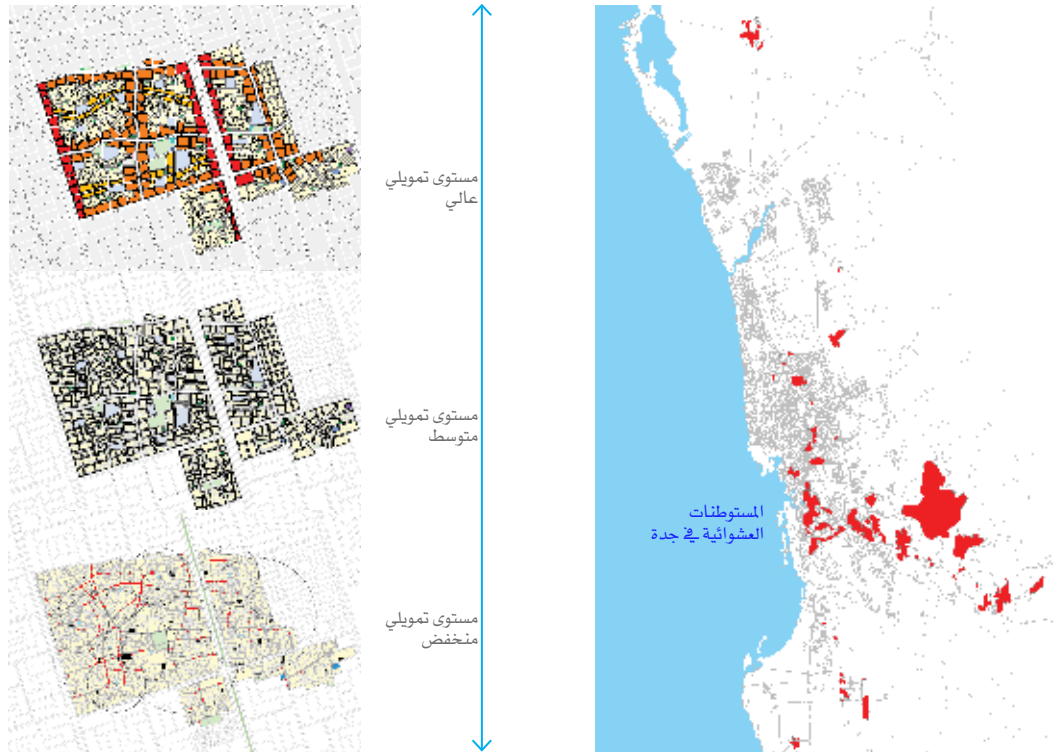 مستوى تمويلي
عالي
مستوى تمويلي
متوسط
مستوى تمويلي
منخفض
المستوطنات
العشوائية في جدة